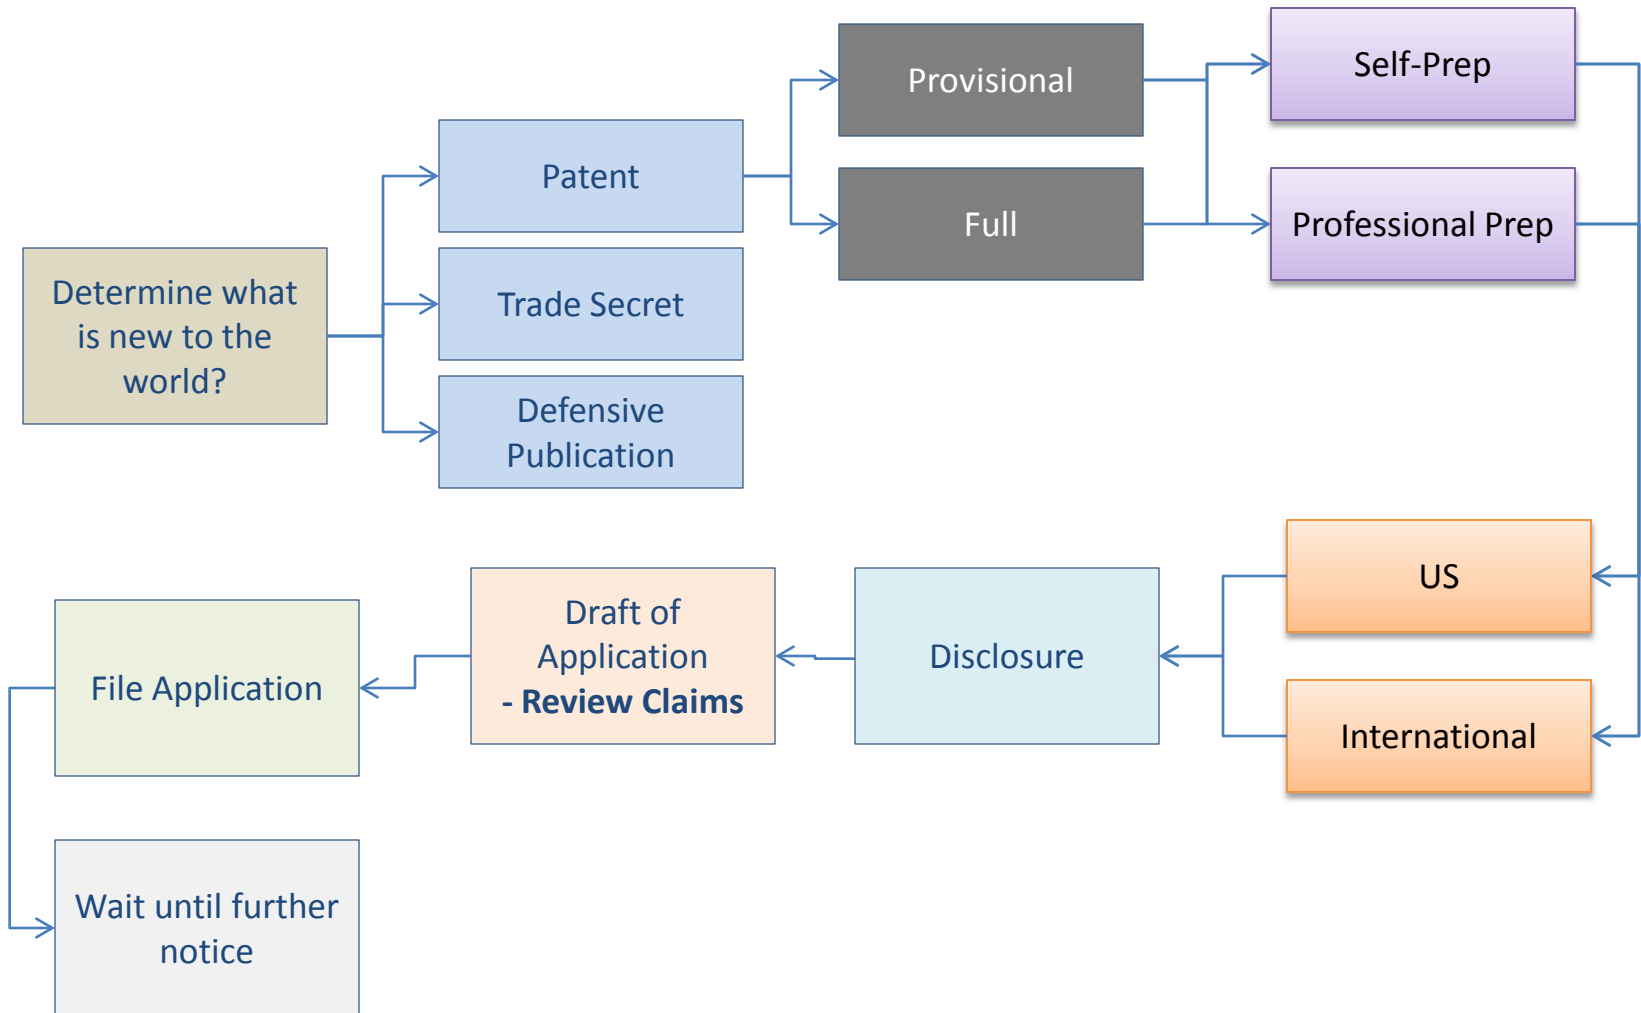 Determine what
is new to the
world?
Patent
Trade Secret
Defensive
Publication
Provisional
Full
Self-Prep
Professional Prep
US
International
Disclosure
Draft of
Application
- Review Claims
File Application
Wait until further
notice